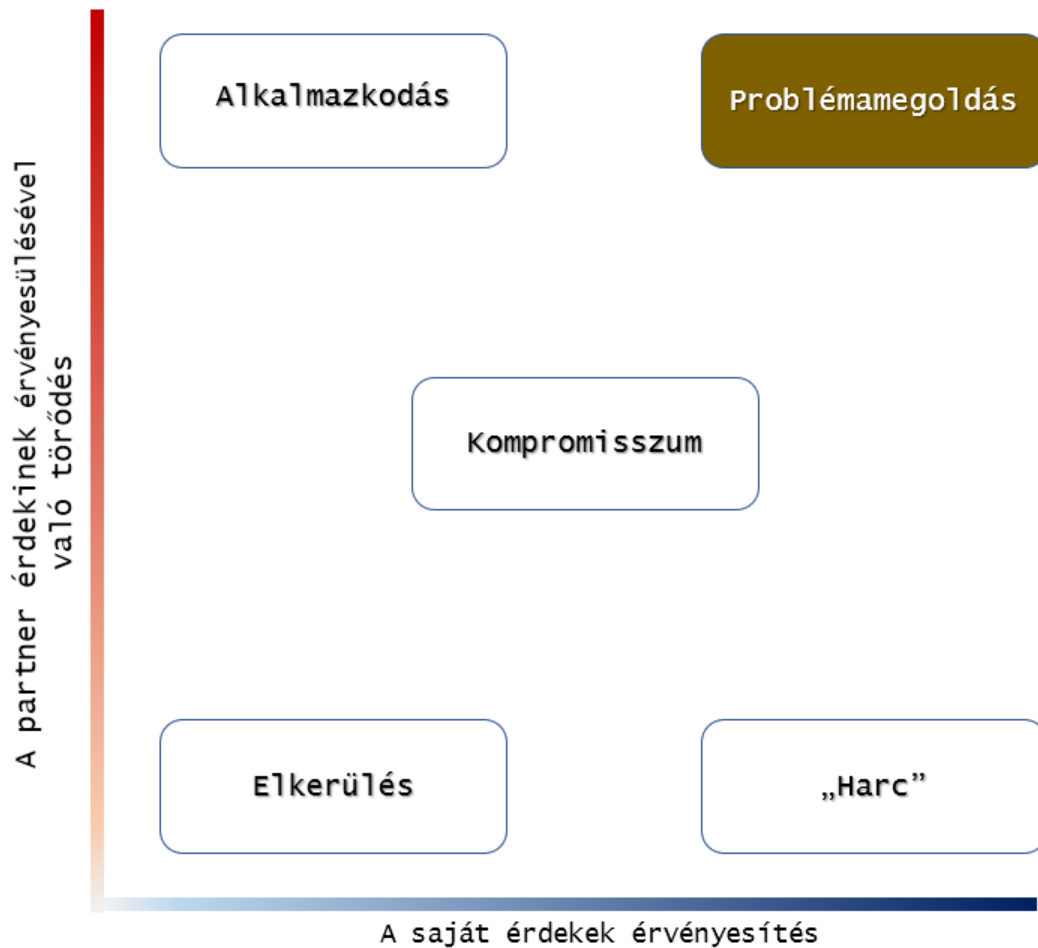 Alkalmazkodás
Problémamegoldás
A partner érdekinek érvényesülésével
való törődés
Kompromisszum
Elkerülés
„Harc”
A saját érdekek érvényesítés